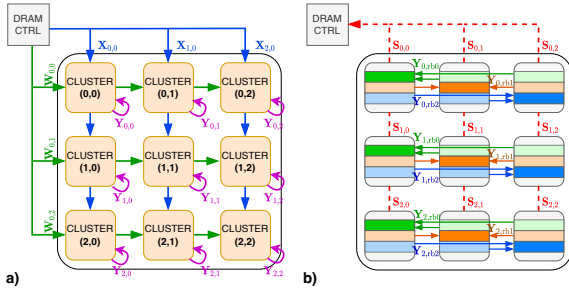 DRAM
CTRL
X0,0
X1,0
X2,0
W0,0
CLUSTER
(0,0)
CLUSTER
(0,1)
CLUSTER
(0,2)
Y0,0
Y0,1
Y0,2
W0,1
CLUSTER
(1,0)
CLUSTER
(1,1)
CLUSTER
(1,2)
Y1,0
Y1,1
Y1,2
W0,2
CLUSTER
(2,0)
CLUSTER
(2,1)
CLUSTER
(2,2)
Y2,0
Y2,1
Y2,2
a)
DRAM
CTRL
S0,0
S0,1
S0,2
Y0,rb0
Y0,rb1
Y0,rb2
S1,0
S1,1
S1,2
Y1,rb0
Y1,rb1
Y1,rb2
S2,0
S2,1
S2,2
Y2,rb0
Y2,rb1
Y2,rb2
b)